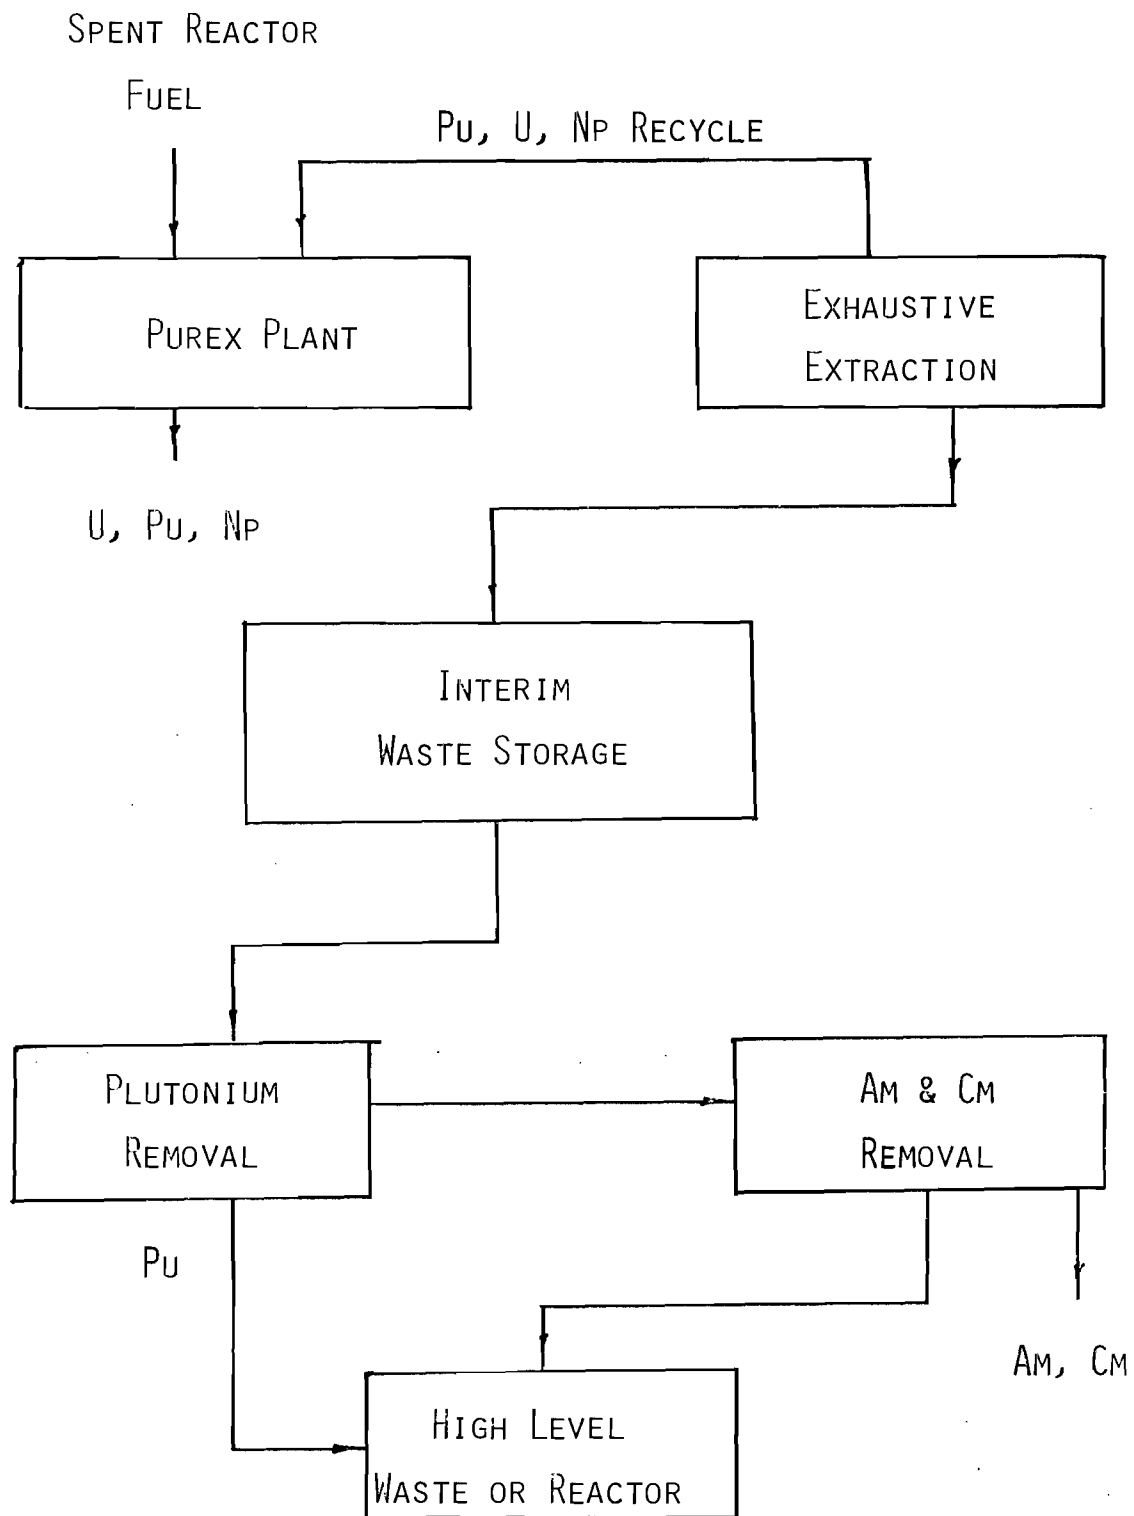 SPENT REACTOR
FUEL
PU, U, NP RECYCLE
PUREX PLANT
EXHAUSTIVE
EXTRACTION
U, PU, NP
INTERIM
WASTE STORAGE
PLUTONIUM
REMOVAL
AM & CM
REMOVAL
PU
AM, CM
HIGH LEVEL
WASTE OR REACTOR